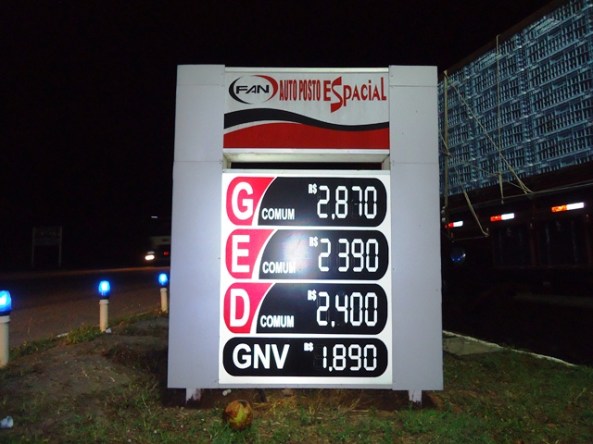 FAN AUTO POSTO ESPACIAL
G COMUM R$ 2,870
E COMUM R$ 2 390
D COMUM R$ 2,400
GNV R$ 1,890